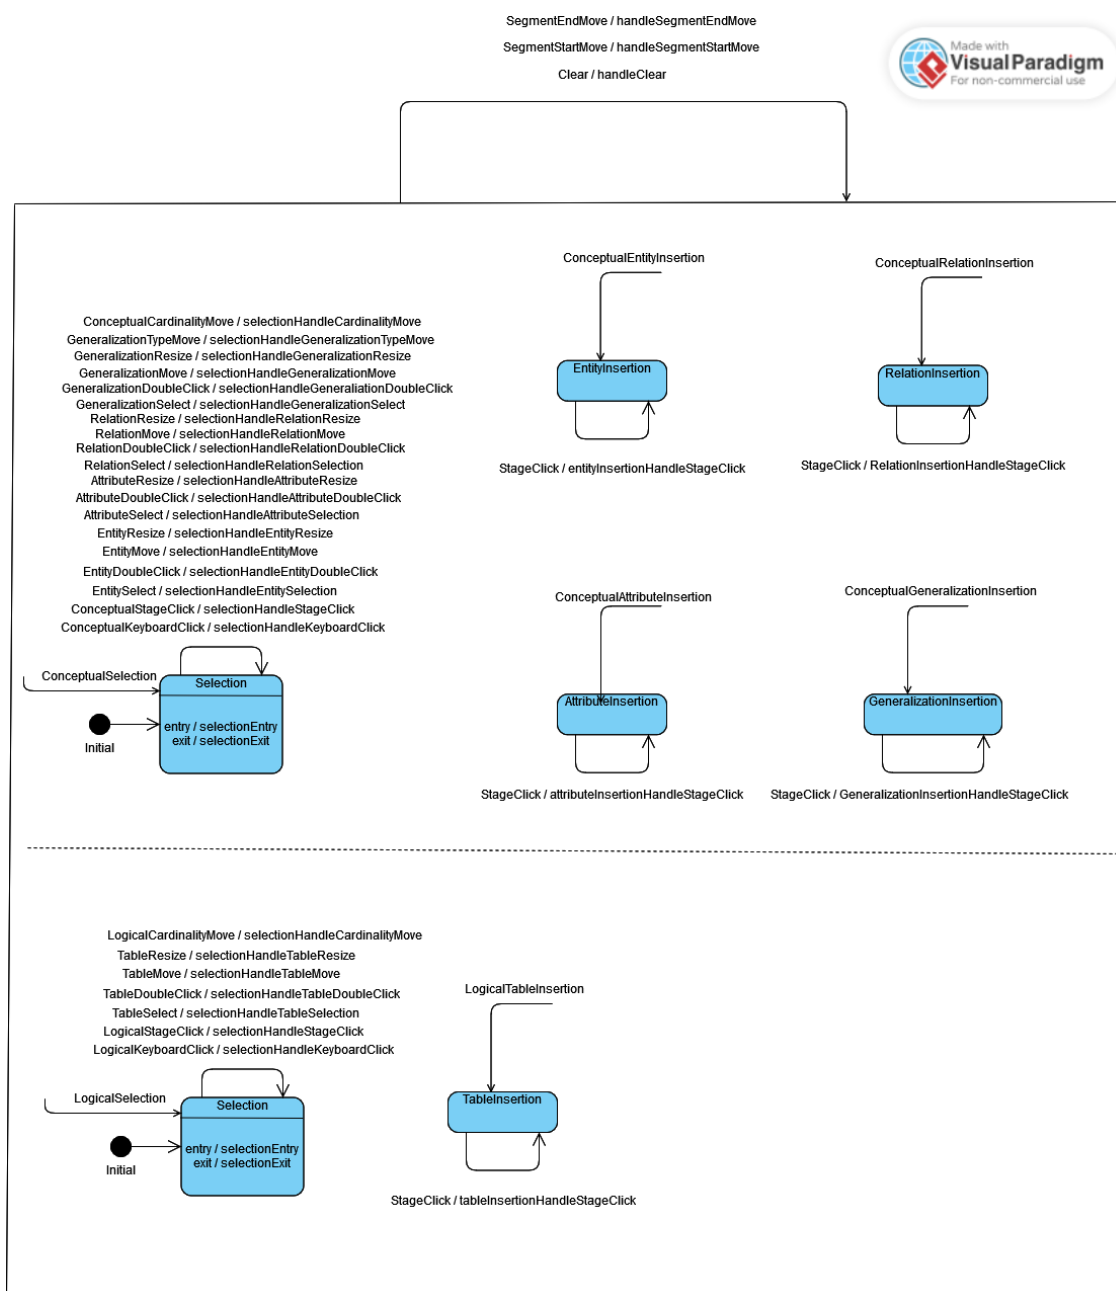 SegmentEndMove / handleSegmentEndMove
SegmentStartMove / handleSegmentStartMove
Clear / handleClear
Made with
VisualParadigm
For non-commercial use
ConceptualEntityInsertion
ConceptualRelationInsertion
ConceptualCardinalityMove / selectionHandleCardinalityMove
GeneralizationTypeMove / selectionHandleGeneralizationTypeMove
GeneralizationResize / selectionHandleGeneralizationResize
GeneralizationMove / selectionHandleGeneralizationMove
GeneralizationDoubleClick / selectionHandleGeneraliationDoubleClick
GeneralizationSelect / selectionHandleGeneralizationSelect
RelationResize / selectionHandleRelationResize
RelationMove / selectionHandleRelationMove
RelationDoubleClick / selectionHandleRelationDoubleClick
RelationSelect / selectionHandleRelationSelection
AttributeResize / selectionHandleAttributeResize
AttributeDoubleClick / selectionHandleAttributeDoubleClick
AttributeSelect / selectionHandleAttributeSelection
EntityResize / selectionHandleEntityResize
EntityMove / selectionHandleEntityMove
EntityDoubleClick / selectionHandleEntityDoubleClick
EntitySelect / selectionHandleEntitySelection
ConceptualStageClick / selectionHandleStageClick
ConceptualKeyboardClick / selectionHandleKeyboardClick
EntityInsertion
RelationInsertion
StageClick / entityInsertionHandleStageClick
StageClick / RelationInsertionHandleStageClick
ConceptualAttributeInsertion
ConceptualGeneralizationInsertion
ConceptualSelection
Selection
entry / selectionEntry
exit / selectionExit
Initial
AttributeInsertion
GeneralizationInsertion
StageClick / attributeInsertionHandleStageClick
StageClick / GeneralizationInsertionHandleStageClick
LogicalCardinalityMove / selectionHandleCardinalityMove
TableResize / selectionHandleTableResize
TableMove / selectionHandleTableMove
TableDoubleClick / selectionHandleTableDoubleClick
TableSelect / selectionHandleTableSelection
LogicalStageClick / selectionHandleStageClick
LogicalKeyboardClick / selectionHandleKeyboardClick
LogicalTableInsertion
LogicalSelection
Selection
entry / selectionEntry
exit / selectionExit
Initial
TableInsertion
StageClick / tableInsertionHandleStageClick